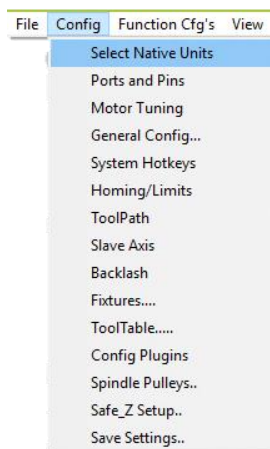 File Config Function Cfg's View
Select Native Units
Ports and Pins
Motor Tuning
General Config...
System Hotkeys
Homing/Limits
ToolPath
Slave Axis
Backlash
Fixtures....
ToolTable.....
Config Plugins
Spindle Pulleys..
Safe_Z Setup..
Save Settings..